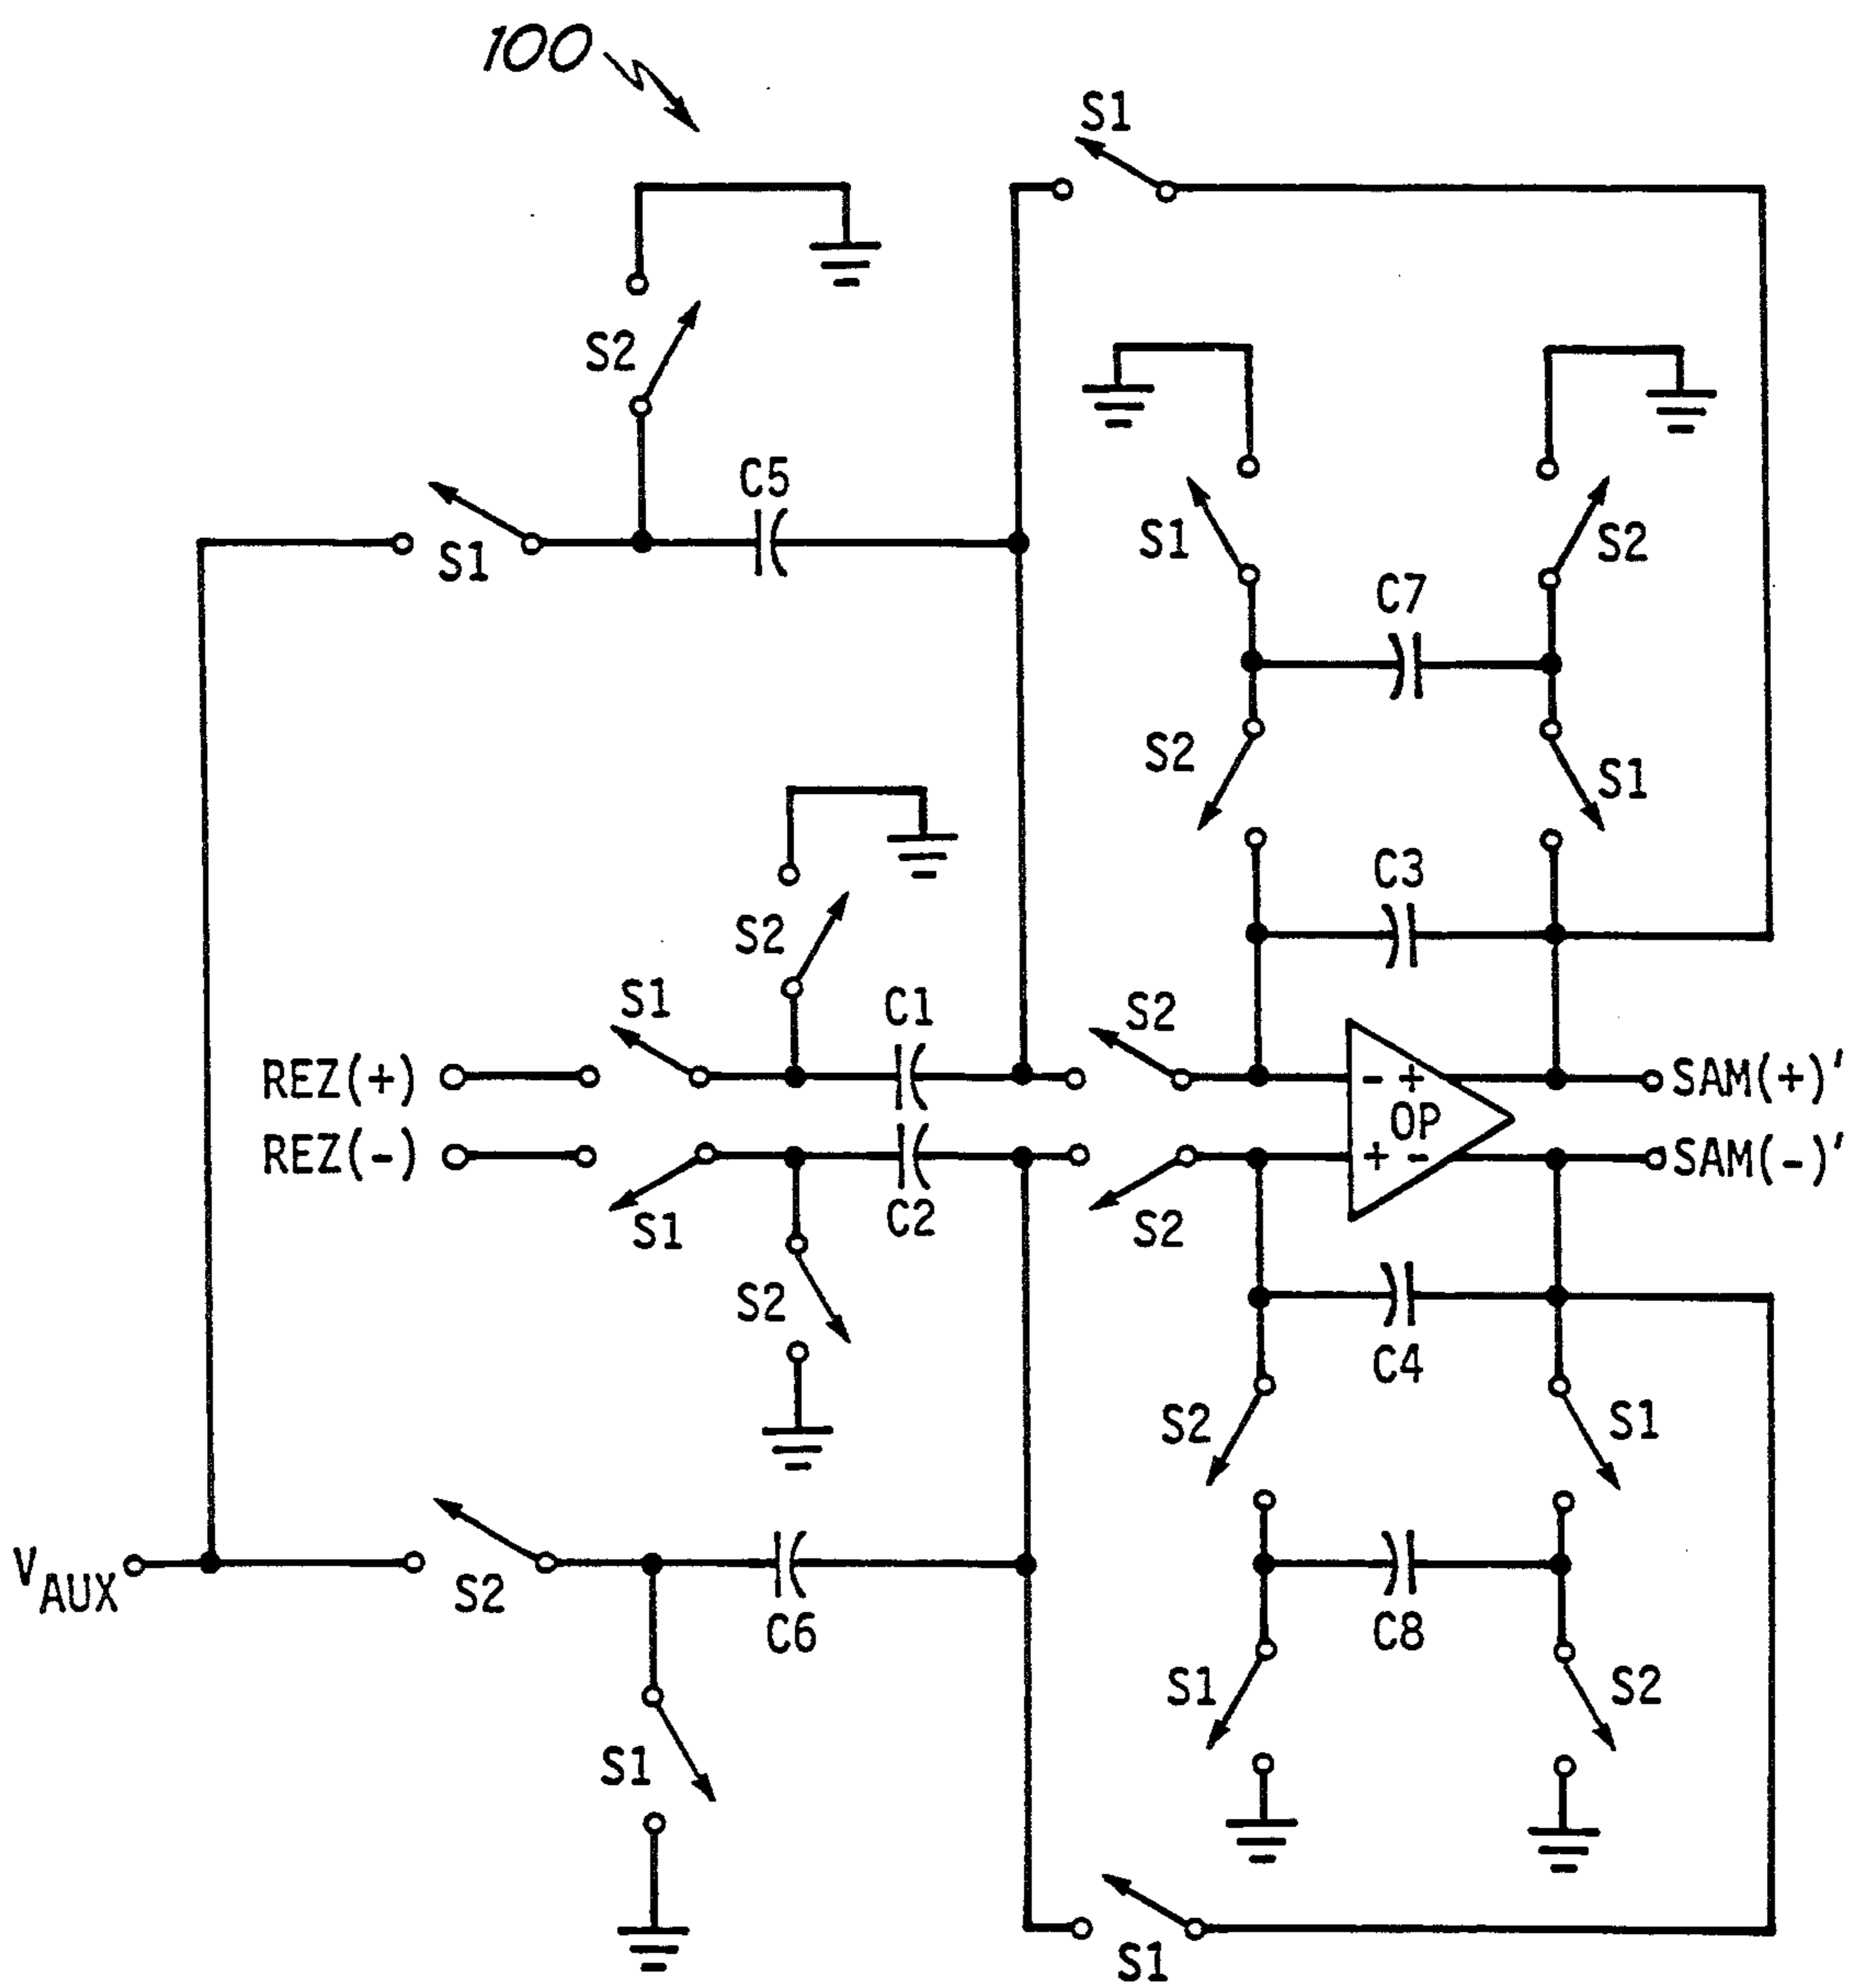 100
S1
S2
C5
S1
S1
S2
C7
S2
S1
C3
S2
S1
C1
S2
REZ(+)
- +
SAM(+)'
OP
REZ(-)
+ -
SAM(-)'
S1
C2
S2
S2
C4
S2
S1
VAUX
S2
C6
C8
S1
S2
S1
S1